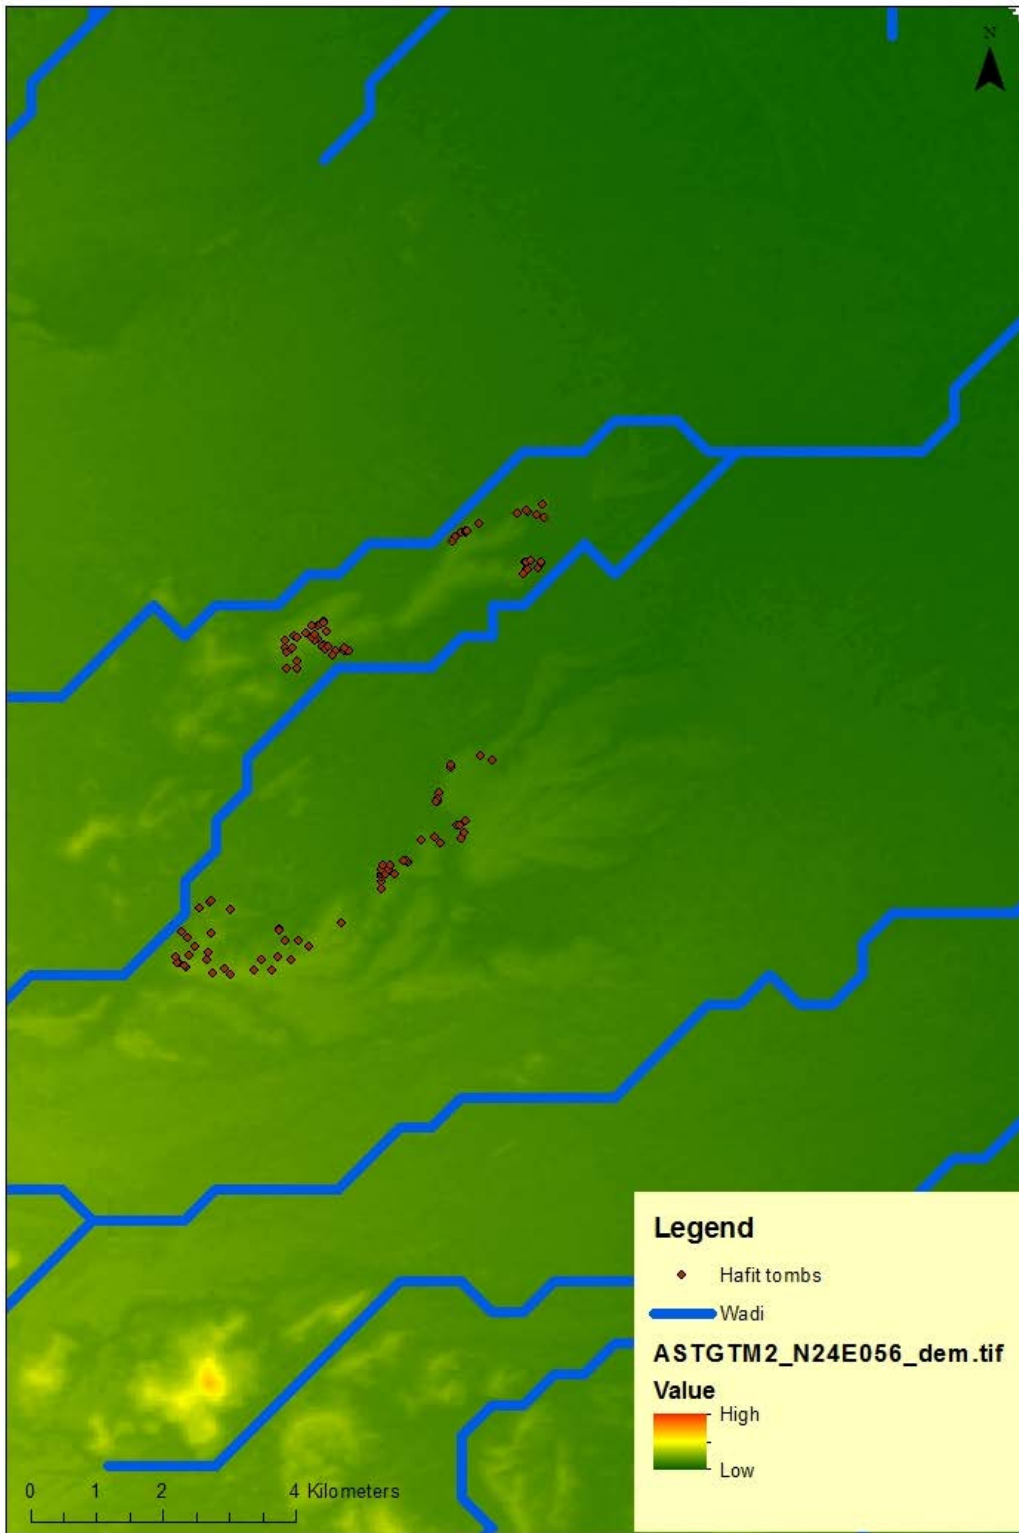 N
Legend
Hafit tombs
Wadi
ASTGTM2_N24E056_dem.tif
Value
High
Low
0 1 2 4 Kilometers